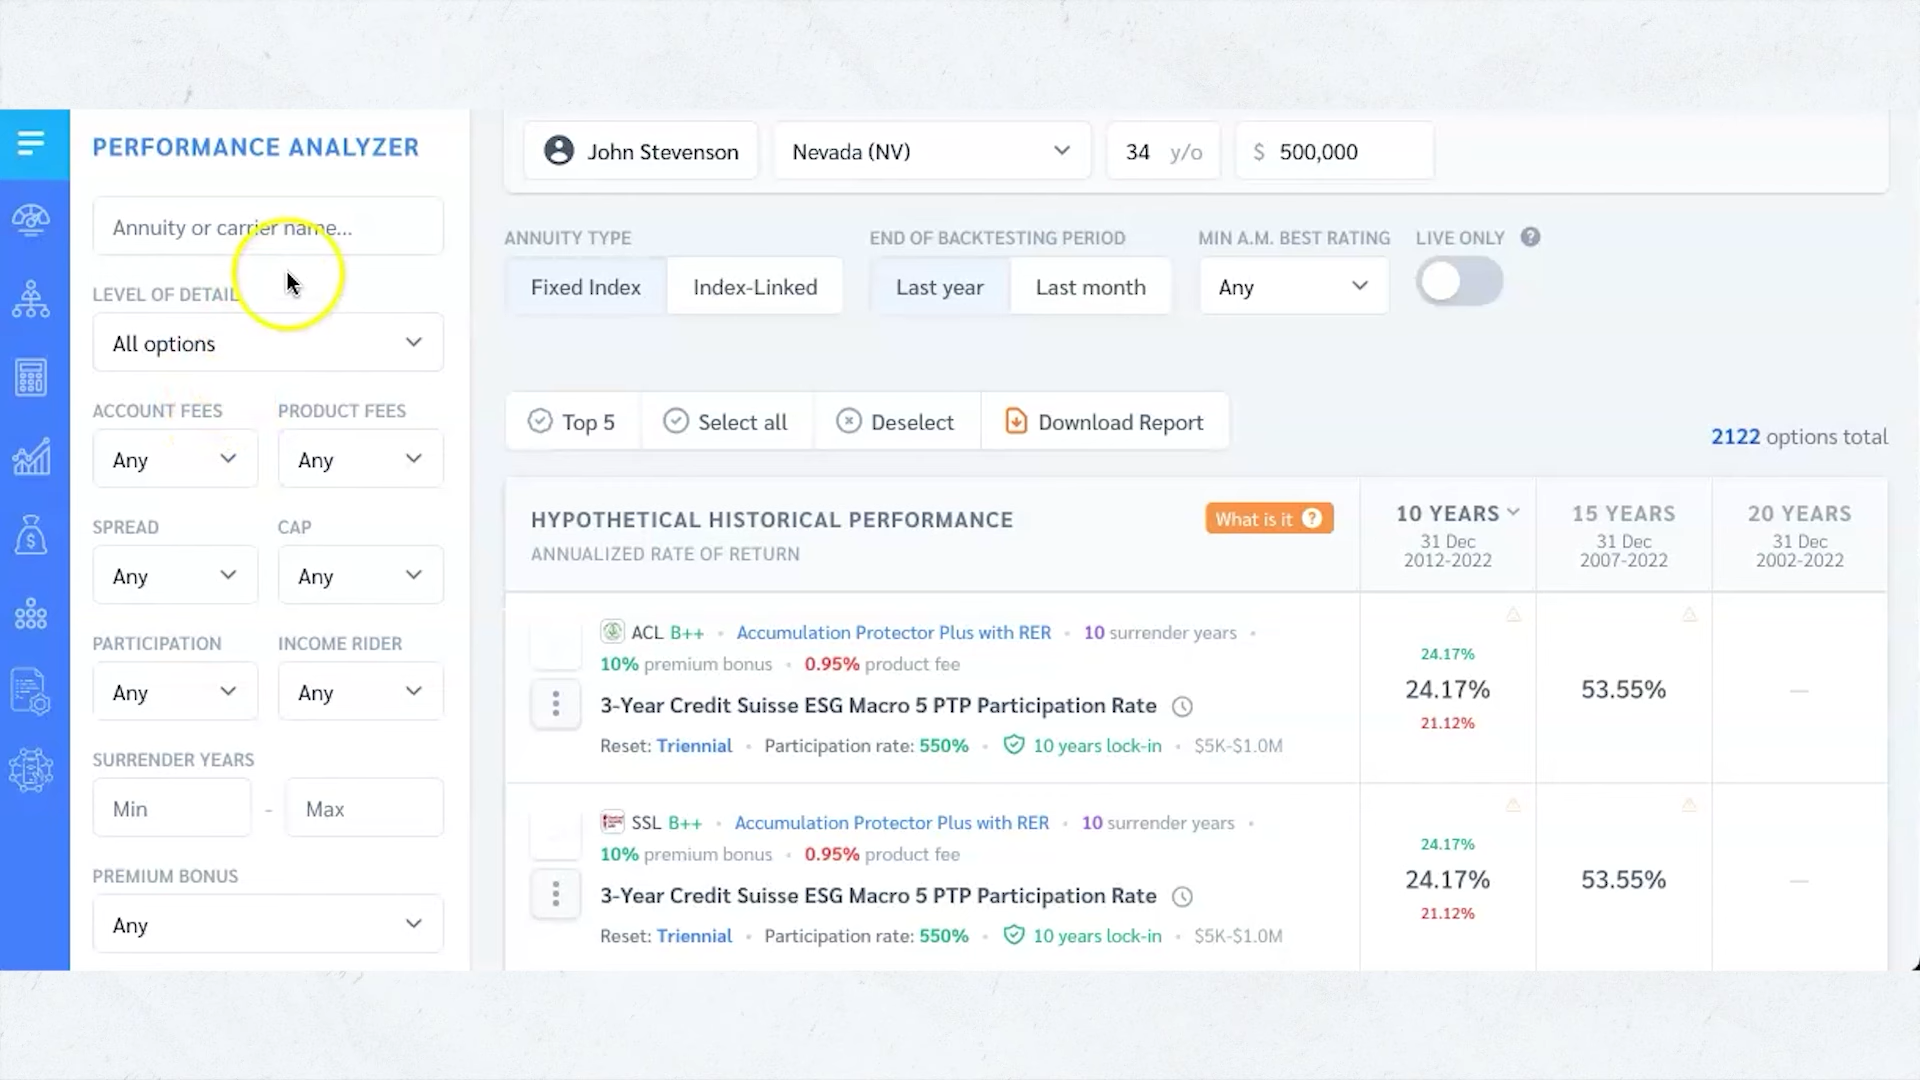 PERFORMANCE ANALYZER
Annuity or carrier name...
LEVEL OF DETAIL
All options
ACCOUNT FEES PRODUCT FEES
Any Any
SPREAD CAP
Any Any
PARTICIPATION INCOME RIDER
Any Any
SURRENDER YEARS
Min - Max
PREMIUM BONUS
Any
John Stevenson Nevada (NV) 34 y/o $ 500,000
ANNUITY TYPE END OF BACKTESTING PERIOD MIN A.M. BEST RATING LIVE ONLY ?
Fixed Index Index-Linked Last year Last month Any
Top 5 Select all Deselect Download Report
2122 options total
HYPOTHETICAL HISTORICAL PERFORMANCE What is it ?
ANNUALIZED RATE OF RETURN
10 YEARS 15 YEARS 20 YEARS
31 Dec 31 Dec 31 Dec
2012-2022 2007-2022 2002-2022
ACL B++ • Accumulation Protector Plus with RER • 10 surrender years •
10% premium bonus • 0.95% product fee
3-Year Credit Suisse ESG Macro 5 PTP Participation Rate
Reset: Triennial • Participation rate: 550% • 10 years lock-in • $5K-$1.0M
24.17%
24.17% 53.55% —
21.12%
SSL B++ • Accumulation Protector Plus with RER • 10 surrender years •
10% premium bonus • 0.95% product fee
3-Year Credit Suisse ESG Macro 5 PTP Participation Rate
Reset: Triennial • Participation rate: 550% • 10 years lock-in • $5K-$1.0M
24.17%
24.17% 53.55% —
21.12%